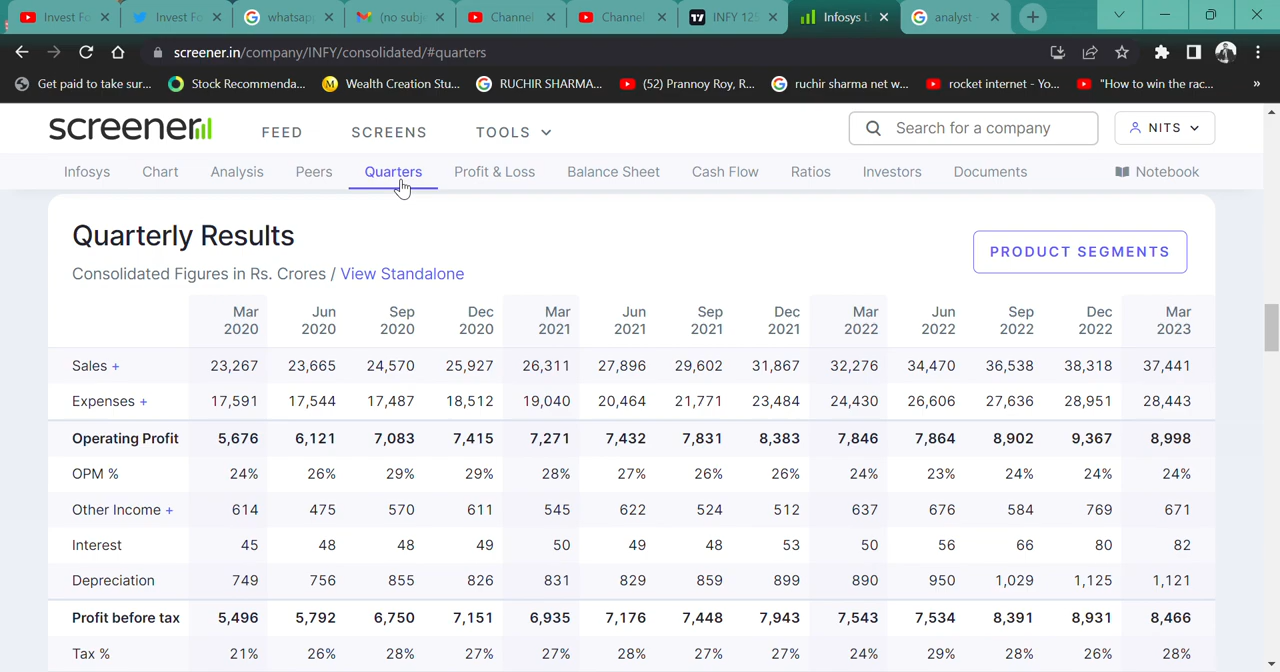 Invest Fo
Invest Fo
whatsap
(no subj
Channel
Channel
INFY 125
Infosys L
analyst
screener.in/company/INFY/consolidated/#quarters
Get paid to take sur...
Stock Recommenda...
Wealth Creation Stu...
RUCHIR SHARMA...
(52) Prannoy Roy, R...
ruchir sharma net w...
rocket internet - Yo...
"How to win the rac...
»
screener
FEED
SCREENS
TOOLS
Search for a company
NITS
Infosys
Chart
Analysis
Peers
Quarters
Profit & Loss
Balance Sheet
Cash Flow
Ratios
Investors
Documents
Notebook
Quarterly Results
PRODUCT SEGMENTS
Consolidated Figures in Rs. Crores / View Standalone
Mar 2020 Jun 2020 Sep 2020 Dec 2020 Mar 2021 Jun 2021 Sep 2021 Dec 2021 Mar 2022 Jun 2022 Sep 2022 Dec 2022 Mar 2023
Sales + 23,267 23,665 24,570 25,927 26,311 27,896 29,602 31,867 32,276 34,470 36,538 38,318 37,441
Expenses + 17,591 17,544 17,487 18,512 19,040 20,464 21,771 23,484 24,430 26,606 27,636 28,951 28,443
Operating Profit 5,676 6,121 7,083 7,415 7,271 7,432 7,831 8,383 7,846 7,864 8,902 9,367 8,998
OPM % 24% 26% 29% 29% 28% 27% 26% 26% 24% 23% 24% 24% 24%
Other Income + 614 475 570 611 545 622 524 512 637 676 584 769 671
Interest 45 48 48 49 50 49 48 53 50 56 66 80 82
Depreciation 749 756 855 826 831 829 859 899 890 950 1,029 1,125 1,121
Profit before tax 5,496 5,792 6,750 7,151 6,935 7,176 7,448 7,943 7,543 7,534 8,391 8,931 8,466
Tax % 21% 26% 28% 27% 27% 28% 27% 27% 24% 29% 28% 26% 28%